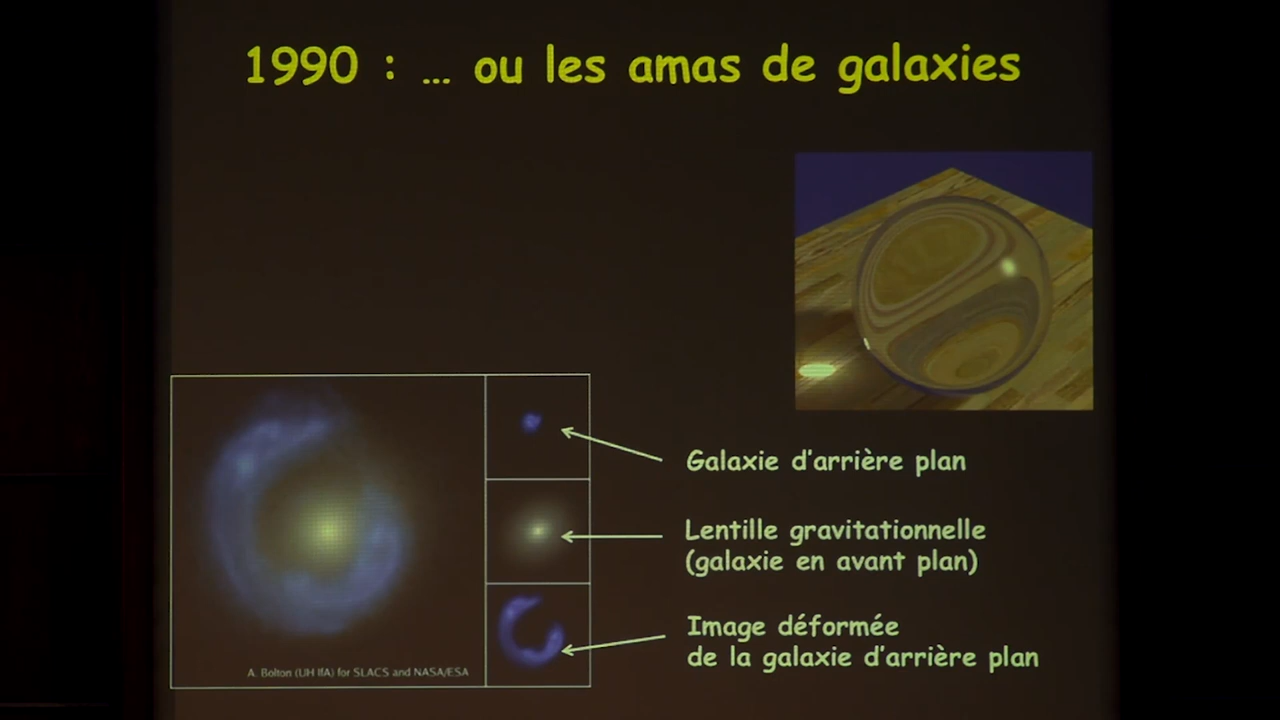 1990 : ... ou les amas de galaxies
Galaxie d'arrière plan
Lentille gravitationnelle
(galaxie en avant plan)
Image déformée
de la galaxie d'arrière plan
A. Bolton (UH IfA) for SLACS and NASA/ESA